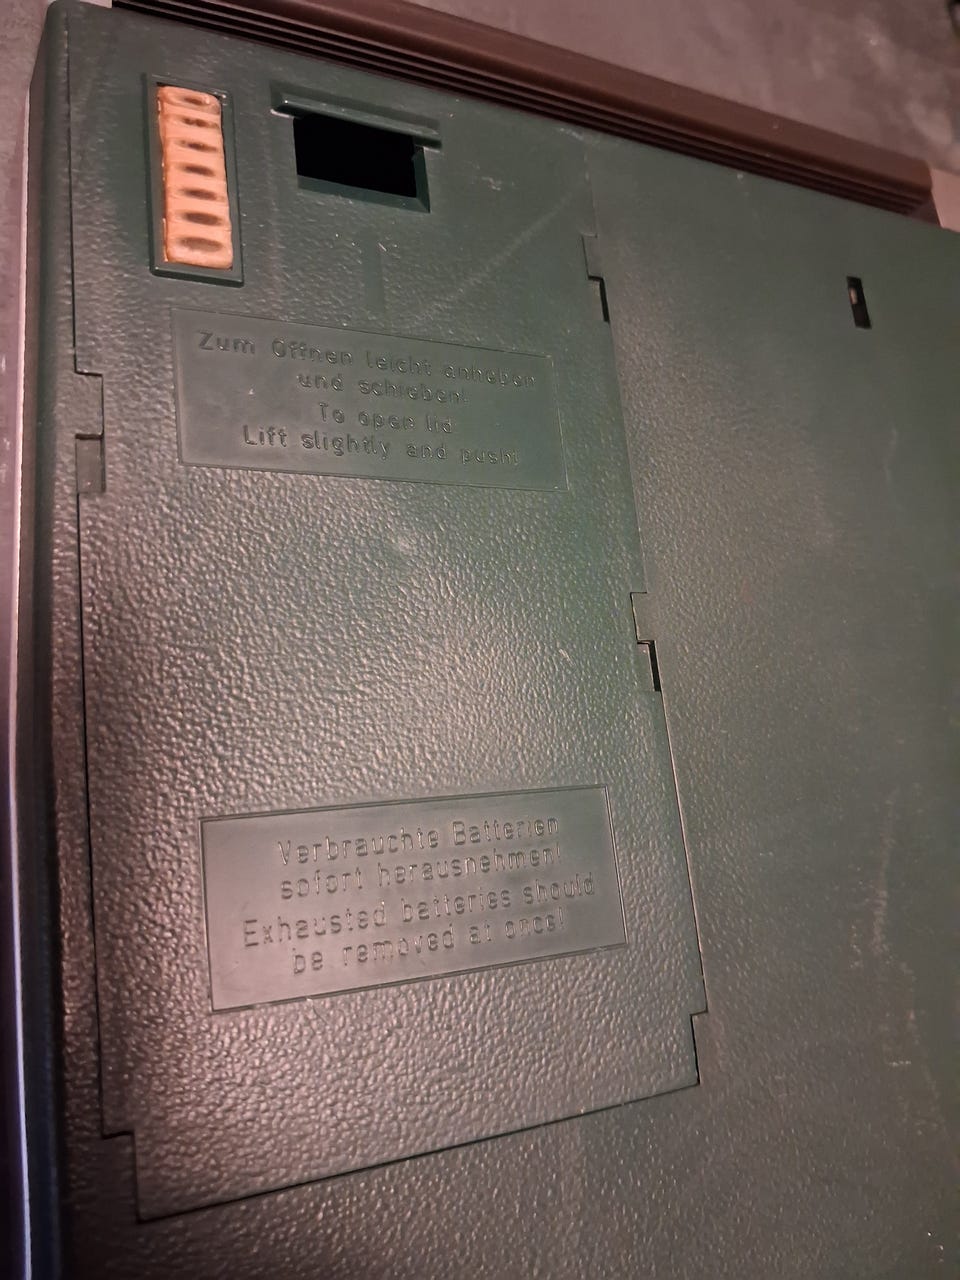 Zum Öffnen leicht anheben
und schieben!
To open lid
Lift slightly and push!
Verbrauchte Batterien
sofort herausnehmen!
Exhausted batteries should
be removed at once!